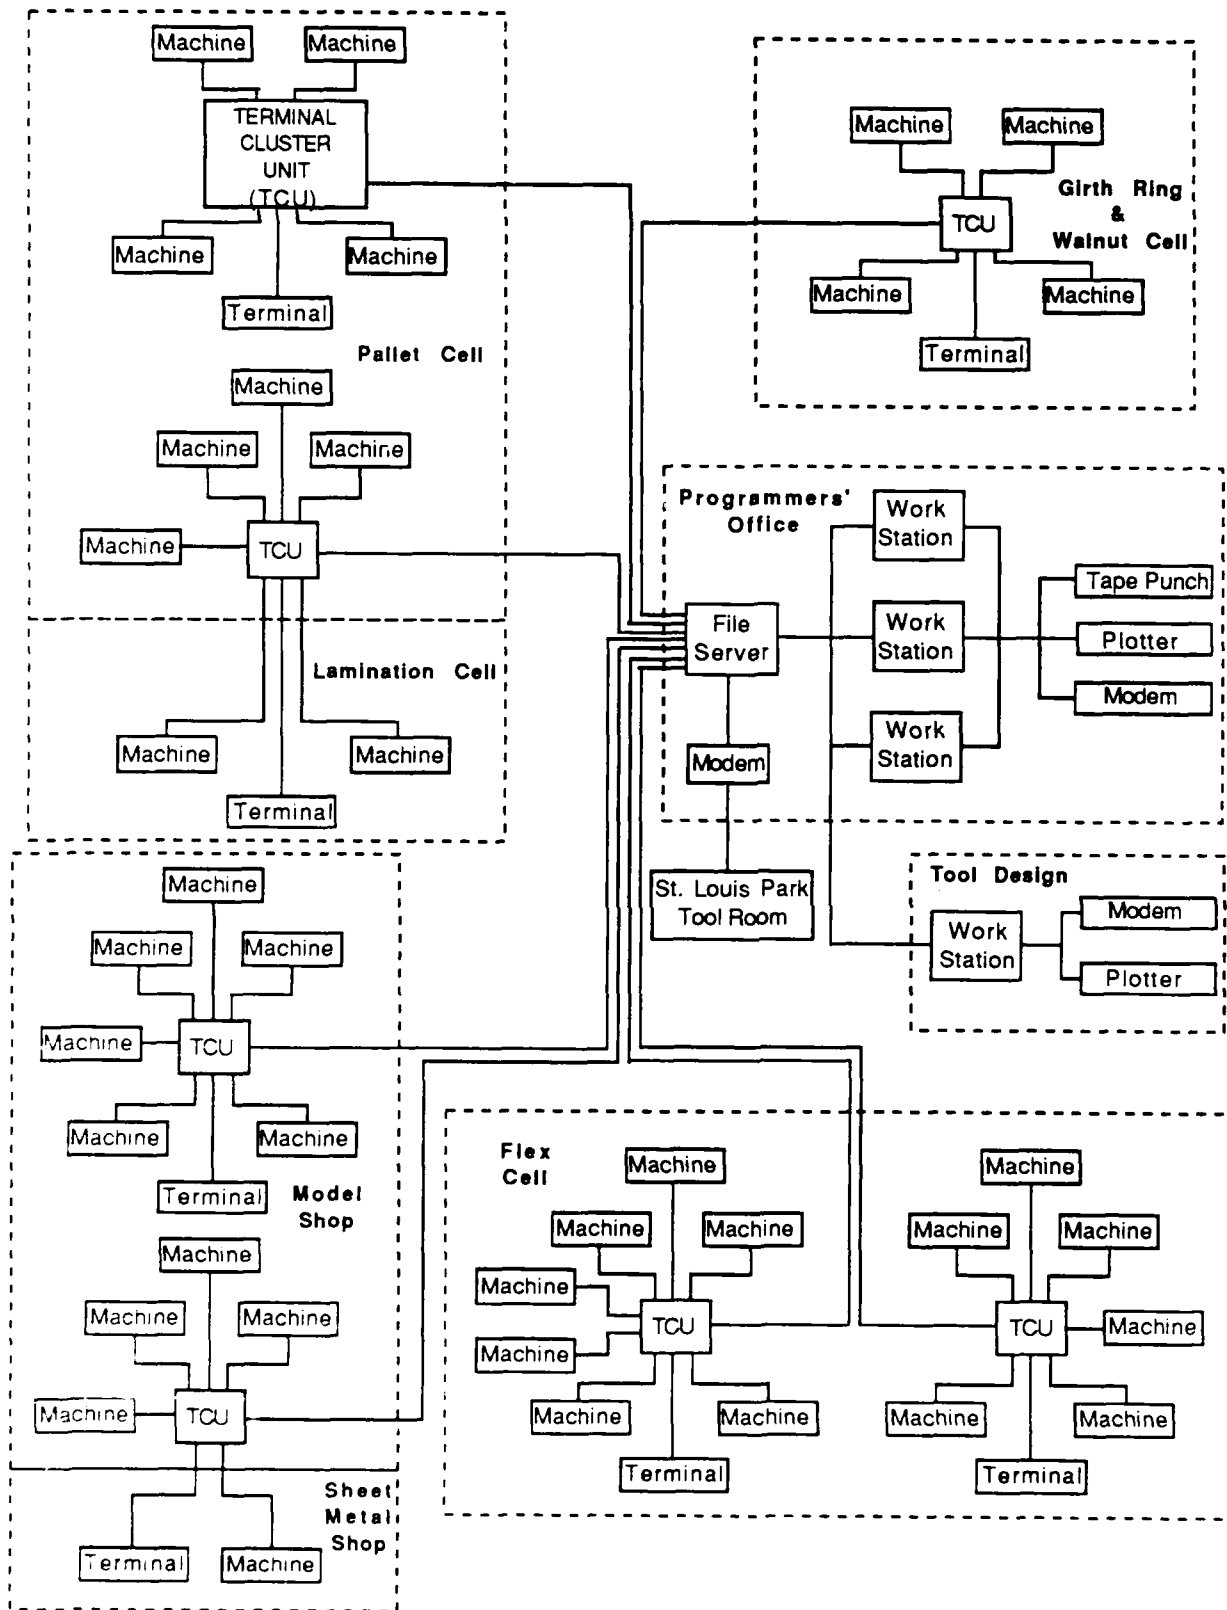 Machine
Machine
TERMINAL
CLUSTER
UNIT
(TCU)
Machine
Machine
Terminal
Pallet Cell
Machine
Machine
Machine
Machine
TCU
Lamination Cell
Machine
Machine
Terminal
Machine
Machine
TCU
Girth Ring
&
Walnut Cell
Machine
Machine
Terminal
Programmers'
Office
Work
Station
File
Server
Work
Station
Work
Station
Tape Punch
Plotter
Modem
Modem
St. Louis Park
Tool Room
Tool Design
Work
Station
Modem
Plotter
Machine
Machine
Machine
Machine
TCU
Machine
Machine
Terminal
Model
Shop
Machine
Machine
Machine
Machine
TCU
Sheet
Metal
Shop
Terminal
Machine
Flex
Cell
Machine
Machine
Machine
Machine
Machine
TCU
Machine
Machine
Terminal
Machine
Machine
Machine
TCU
Machine
Machine
Machine
Terminal